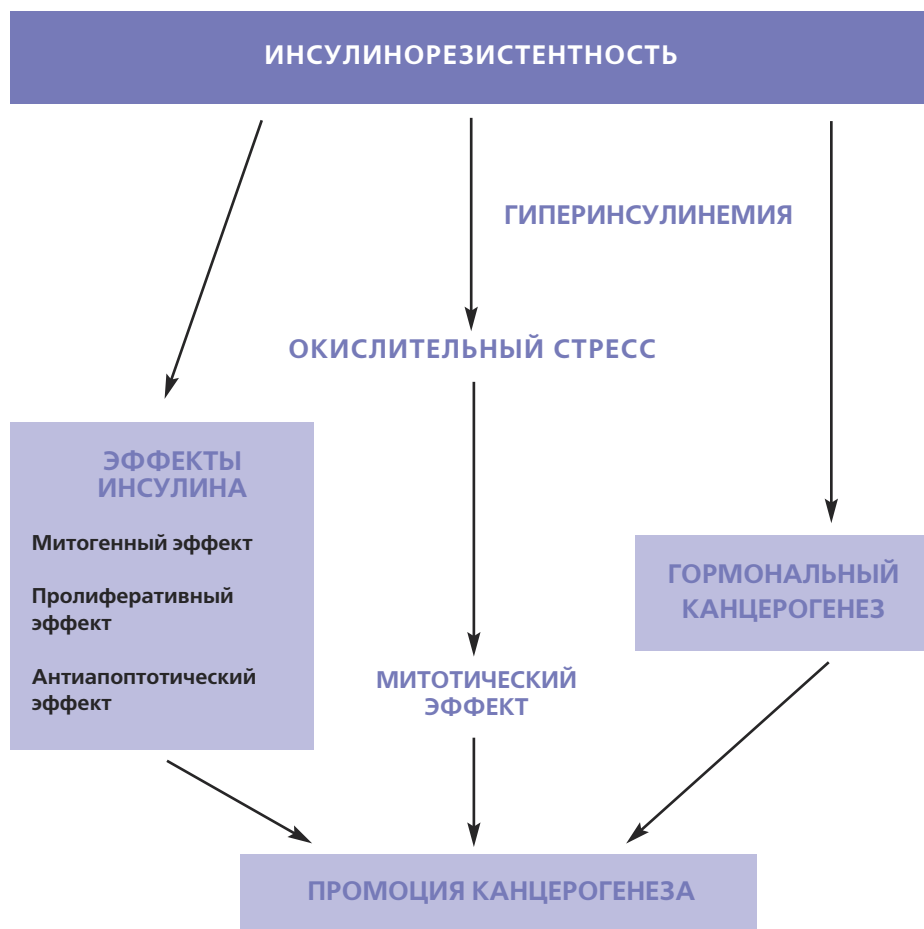 ИНСУЛИНОРЕЗИСТЕНТНОСТЬ
ГИПЕРИНСУЛИНЕМИЯ
ОКИСЛИТЕЛЬНЫЙ СТРЕСС
ЭФФЕКТЫ
ИНСУЛИНА
Митогенный эффект
Пролиферативный
эффект
Антиапоптотический
эффект
МИТОТИЧЕСКИЙ
ЭФФЕКТ
ГОРМОНАЛЬНЫЙ
КАНЦЕРОГЕНЕЗ
ПРОМОЦИЯ КАНЦЕРОГЕНЕЗА